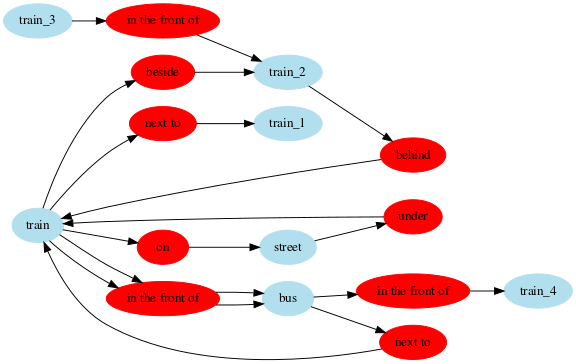 train_3
in the front of
beside
train_2
next to
train_1
behind
train
under
on
street
in the front of
bus
in the front of
train_4
next to